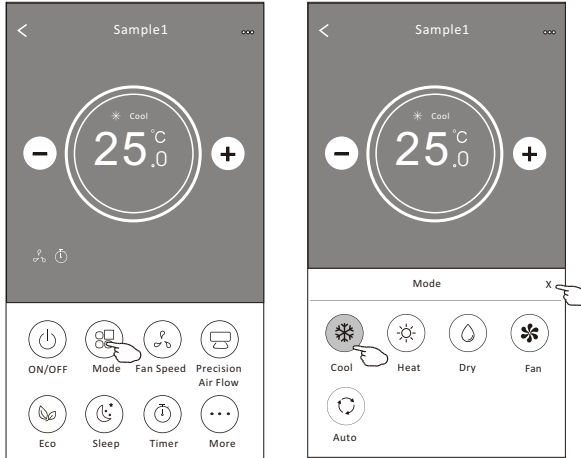 Sample1
Cool
25.0°C
ON/OFF
Mode
Fan Speed
Precision
Air Flow
Eco
Sleep
Timer
More
Sample1
Cool
25.0°C
Mode
X
Cool
Heat
Dry
Fan
Auto